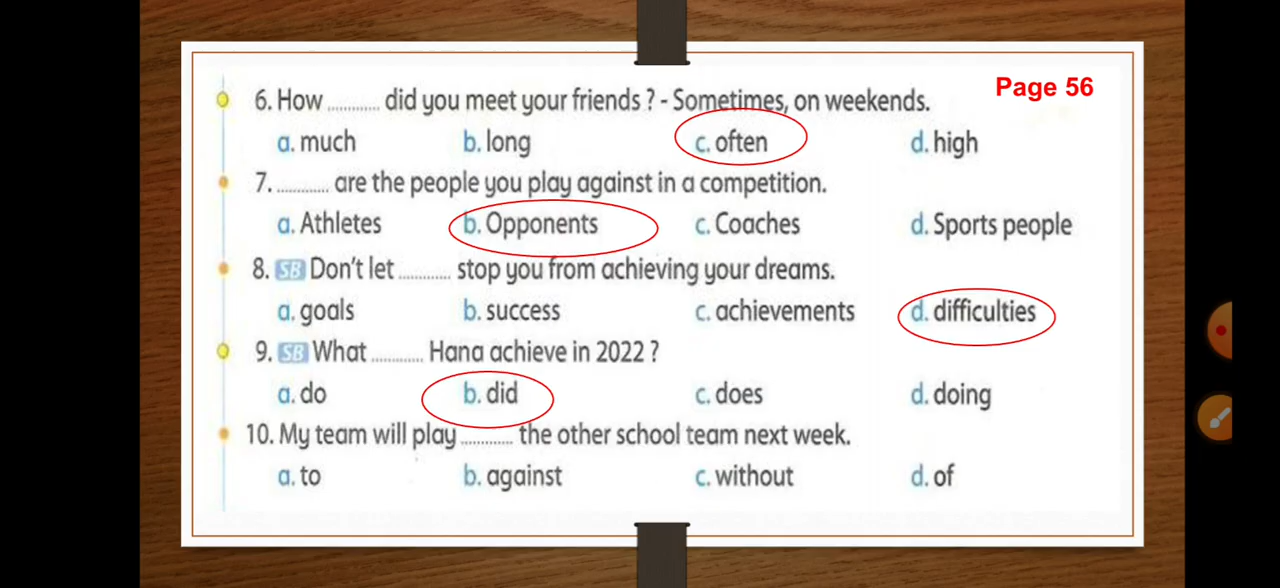 Page 56
6. How ............ did you meet your friends ? - Sometimes, on weekends.
a. much b. long c. often d. high
7. ............ are the people you play against in a competition.
a. Athletes b. Opponents c. Coaches d. Sports people
8. SB Don't let ............ stop you from achieving your dreams.
a. goals b. success c. achievements d. difficulties
9. SB What ............ Hana achieve in 2022 ?
a. do b. did c. does d. doing
10. My team will play ............ the other school team next week.
a. to b. against c. without d. of